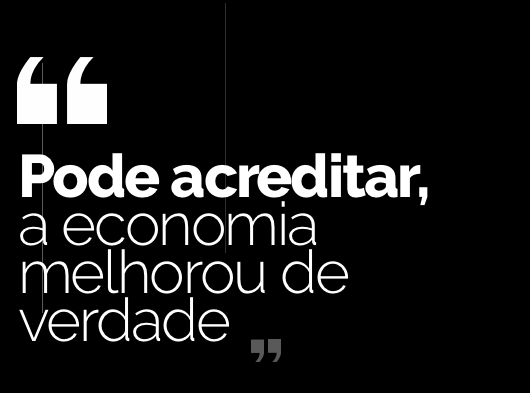 “
Pode acreditar,
a economia
melhorou de
verdade
”